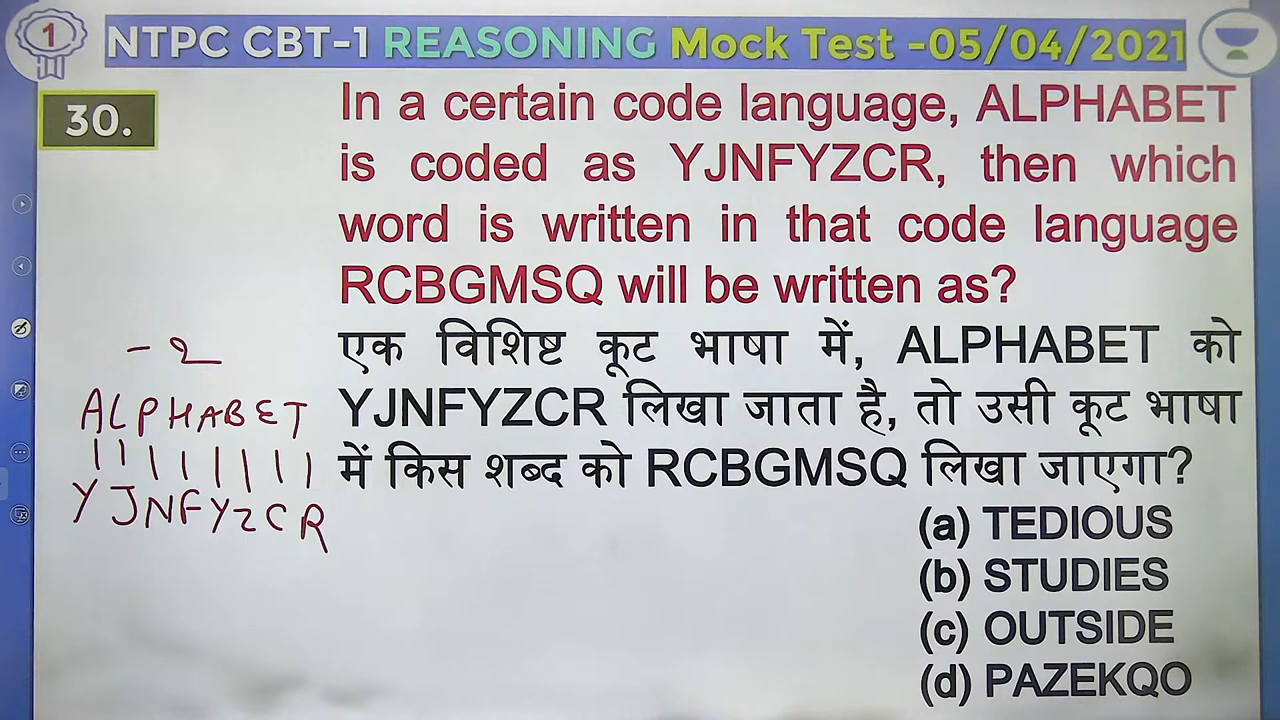 1
NTPC CBT-1 REASONING Mock Test -05/04/2021
30.
In a certain code language, ALPHABET
is coded as YJNFYZCR, then which
word is written in that code language
RCBGMSQ will be written as?
एक विशिष्ट कूट भाषा में, ALPHABET को
YJNFYZCR लिखा जाता है, तो उसी कूट भाषा
में किस शब्द को RCBGMSQ लिखा जाएगा?
(a) TEDIOUS
(b) STUDIES
(c) OUTSIDE
(d) PAZEKQO
-2
ALPHABET
YJNFYZCR